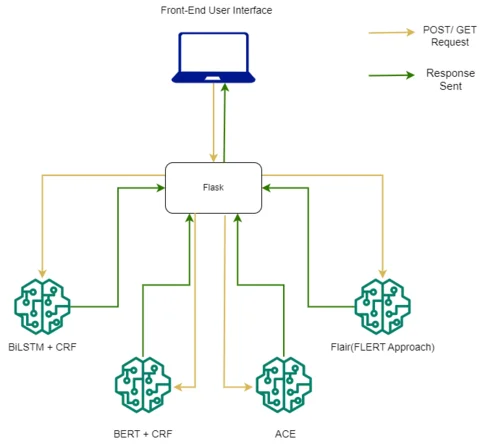 Front-End User Interface
POST/ GET
Request
Response
Sent
Flask
BiLSTM + CRF
Flair(FLERT Approach)
BERT + CRF
ACE